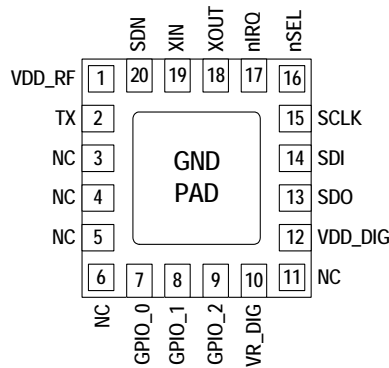 SDN XIN XOUT nIRQ nSEL
20 19 18 17 16
VDD_RF 1
TX 2
NC 3
NC 4
NC 5
6
NC
GND
PAD
15 SCLK
14 SDI
13 SDO
12 VDD_DIG
11 NC
7 8 9 10
GPIO_0 GPIO_1 GPIO_2 VR_DIG